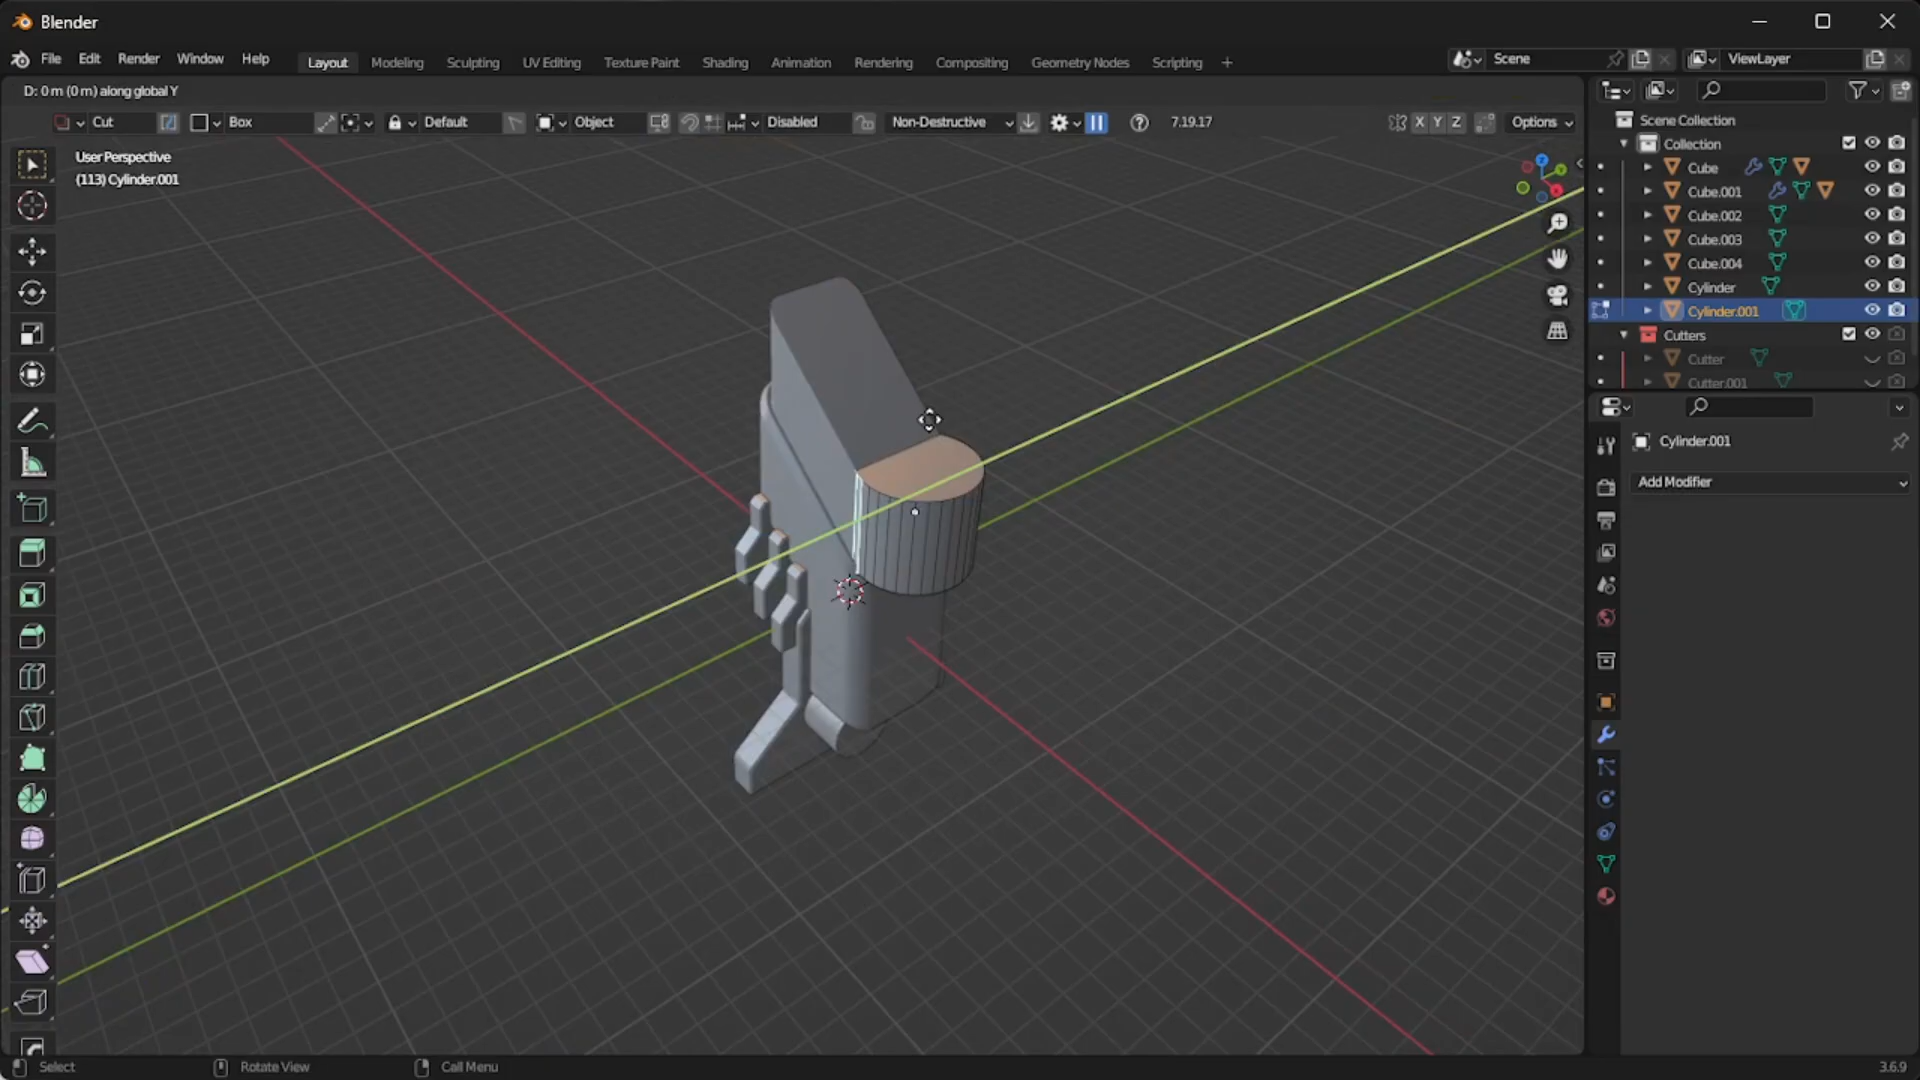 Blender
File Edit Render Window Help Layout Modeling Sculpting UV Editing Texture Paint Shading Animation Rendering Compositing Geometry Nodes Scripting + Scene ViewLayer
D: 0 m (0 m) along global Y
Cut Box Default Object Disabled Non-Destructive 7.19.17 X Y Z Options
User Perspective
(113) Cylinder.001
Scene Collection
Collection
Cube
Cube.001
Cube.002
Cube.003
Cube.004
Cylinder
Cylinder.001
Cutters
Cutter
Cutter.001
Cylinder.001
Add Modifier
Select Rotate View Call Menu 3.6.9